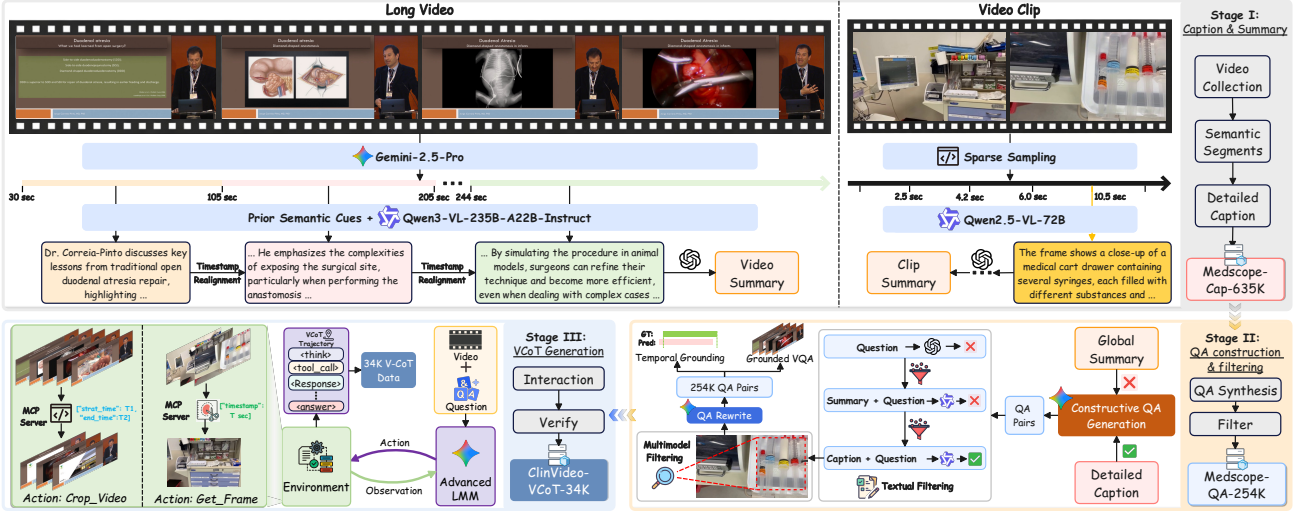 Long Video
Video Clip
Stage I:
Caption & Summary
Duodenal atresia
What we had learned from open surgery?
Duodenal Atresia
Diamond-shaped anastomosis
Duodenal Atresia
Duodenal Atresia
Gemini-2.5-Pro
Sparse Sampling
30 sec
105 sec
205 sec
244 sec
2.5 sec
4.2 sec
6.0 sec
10.5 sec
Prior Semantic Cues +
Qwen3-VL-235B-A22B-Instruct
Qwen2.5-VL-72B
Dr. Correia-Pinto discusses key
lessons from traditional open
duodenal atresia repair,
highlighting ...
Timestamp
Realignment
... He emphasizes the complexities
of exposing the surgical site,
particularly when performing the
anastomosis ...
Timestamp
Realignment
... By simulating the procedure in animal
models, surgeons can refine their
technique and become more efficient,
even when dealing with complex cases ...
Video
Summary
Clip
Summary
The frame shows a close-up of a
medical cart drawer containing
several syringes, each filled with
different substances and ...
Video
Collection
Semantic
Segments
Detailed
Caption
Medscope-
Cap-635K
MCP
Server
["strat_time": T1,
"end_time":T2]
Action: Crop_Video
MCP
Server
["timestamp":
T sec]
Action: Get_Frame
VCoT
Trajectory
<think>
<tool_call>
<Response>
<answer>
34K V-CoT
Data
Environment
Action
Observation
Video
+
Q A
Question
Advanced
LMM
Stage III:
VCoT Generation
Interaction
Verify
ClinVideo-
VCoT-34K
GT:
Pred:
Temporal Grounding
Grounded VQA
254K QA Pairs
QA Rewrite
Multimodel
Filtering
Question
Summary + Question
Caption + Question
Textual Filtering
QA
Pairs
Global
Summary
Constructive QA
Generation
Detailed
Caption
Stage II:
QA construction
& filtering
QA Synthesis
Filter
Medscope-
QA-254K